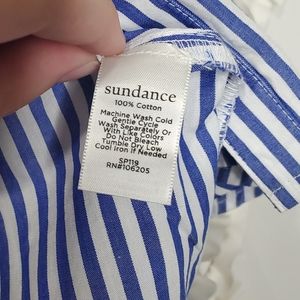 sundance
100% Cotton
Machine Wash Cold
Gentle Cycle
Wash Separately Or
With Like Colors
Do Not Bleach
Tumble Dry Low
Cool Iron If Needed
SP119
RN#106205